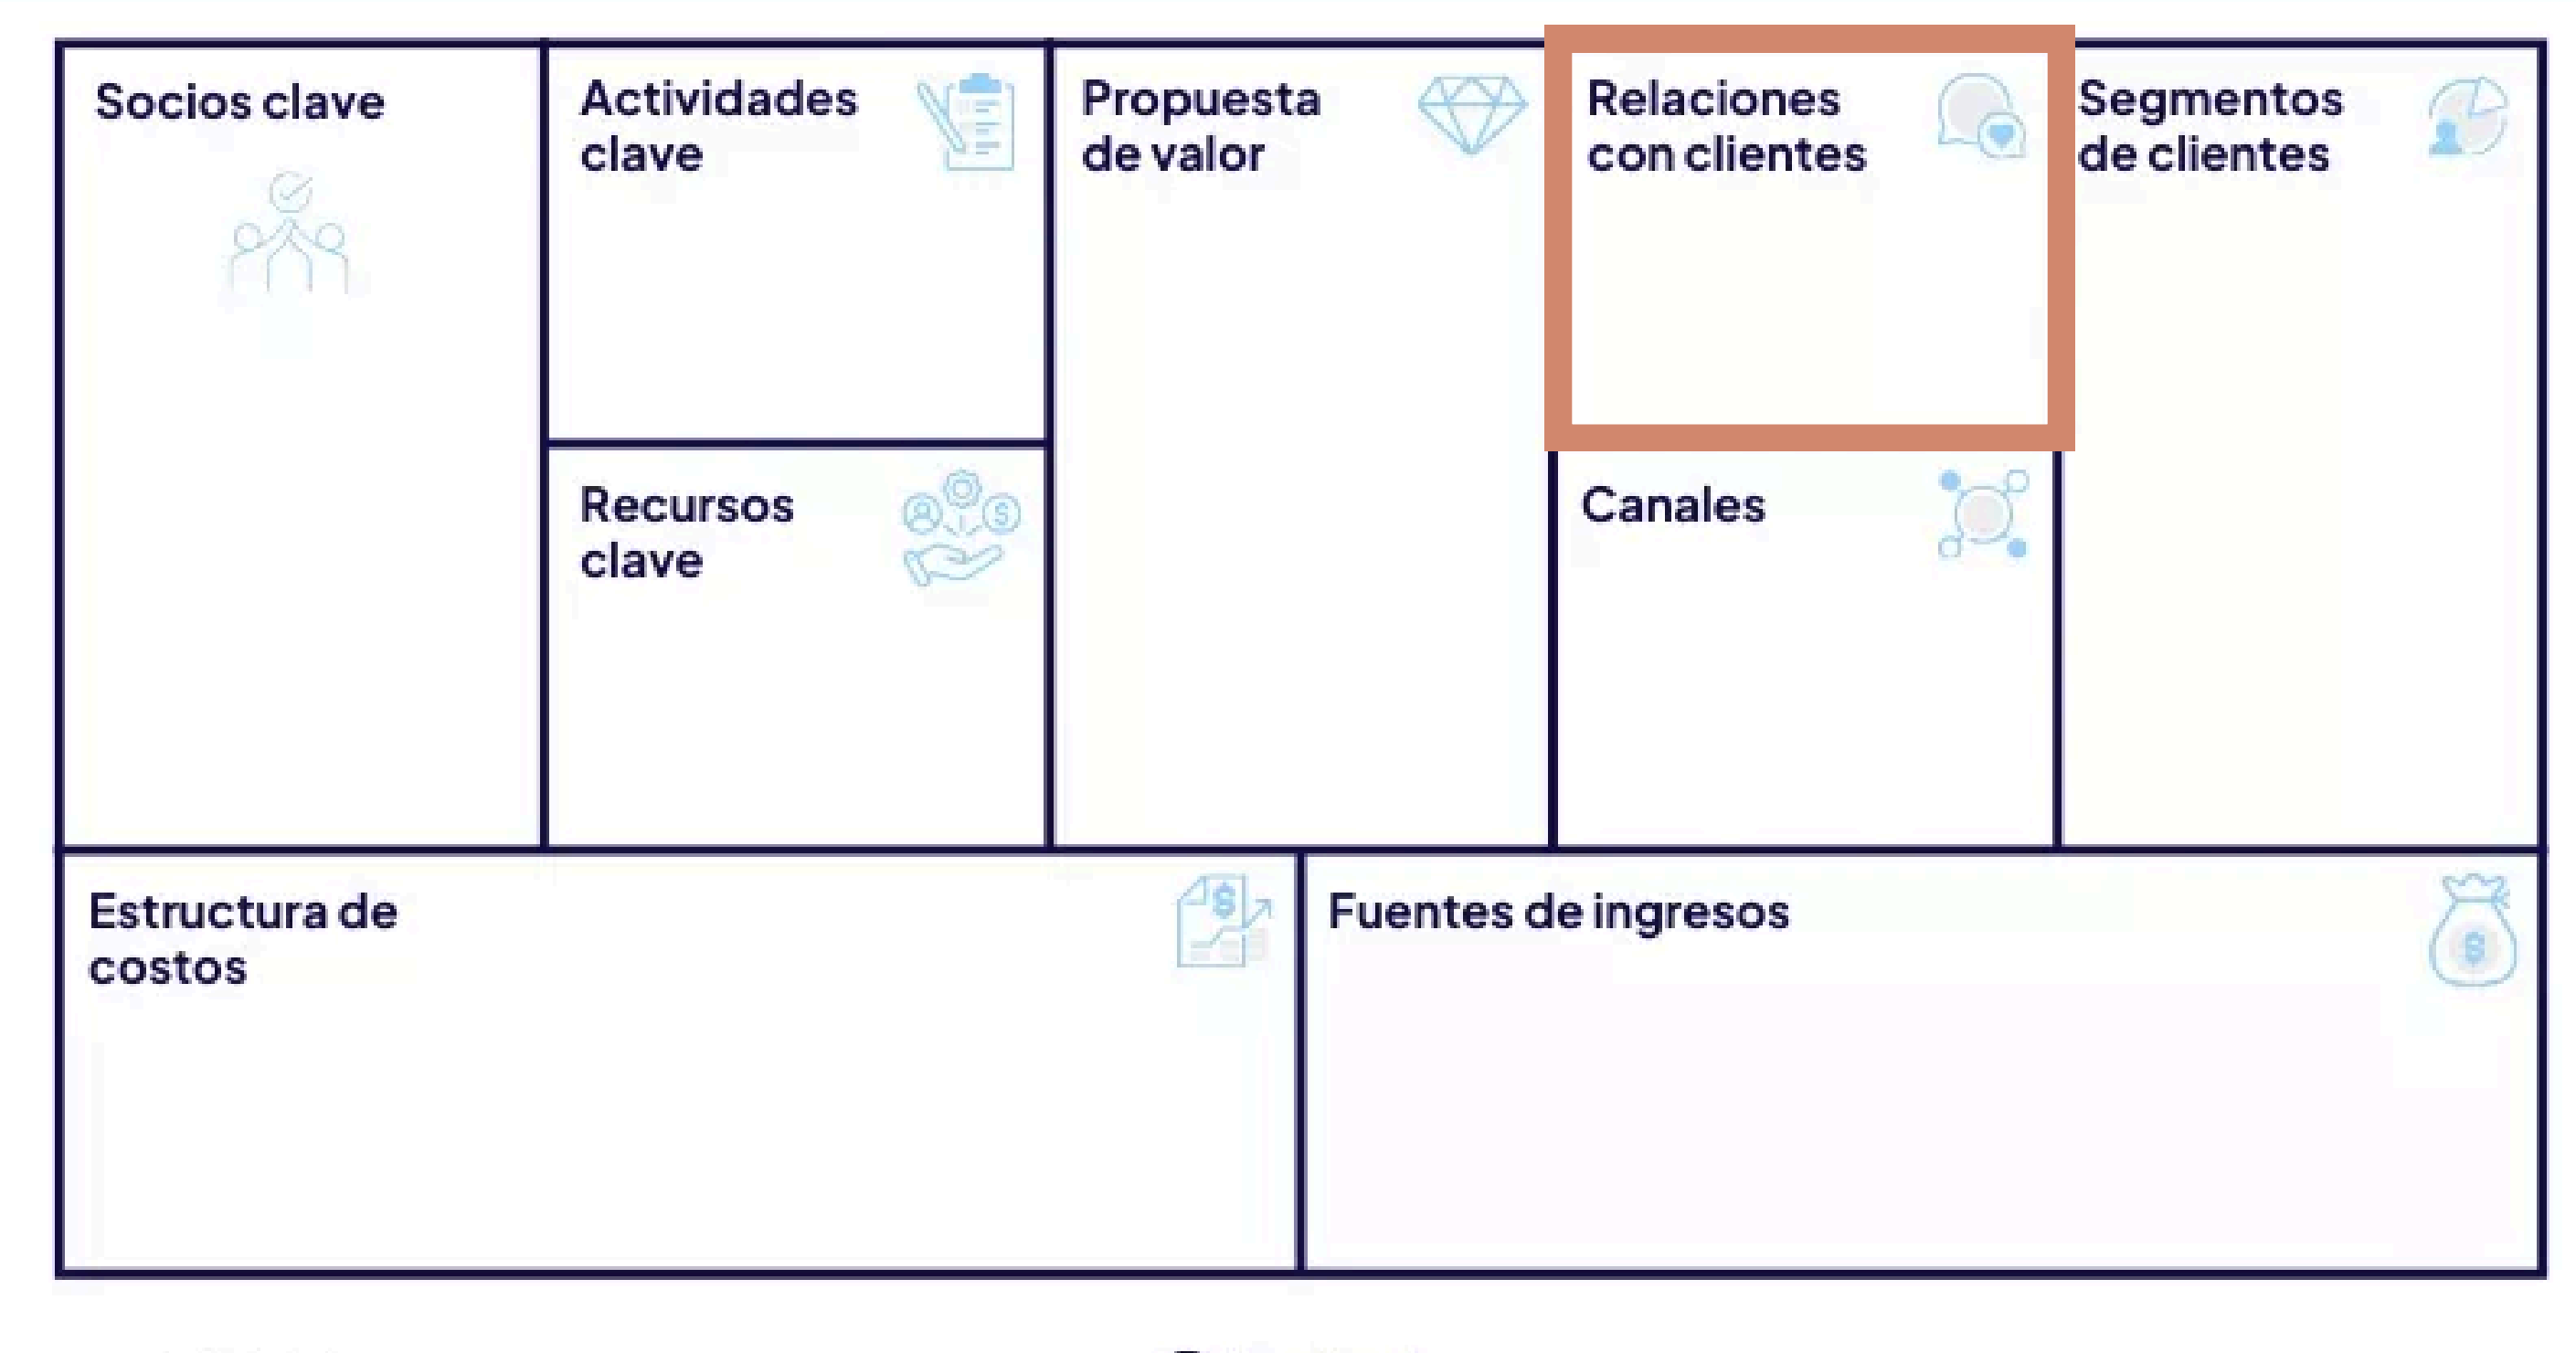 Socios clave
Actividades
clave
Recursos
clave
Propuesta
de valor
Relaciones
con clientes
Canales
Segmentos
de clientes
Estructura de
costos
Fuentes de ingresos